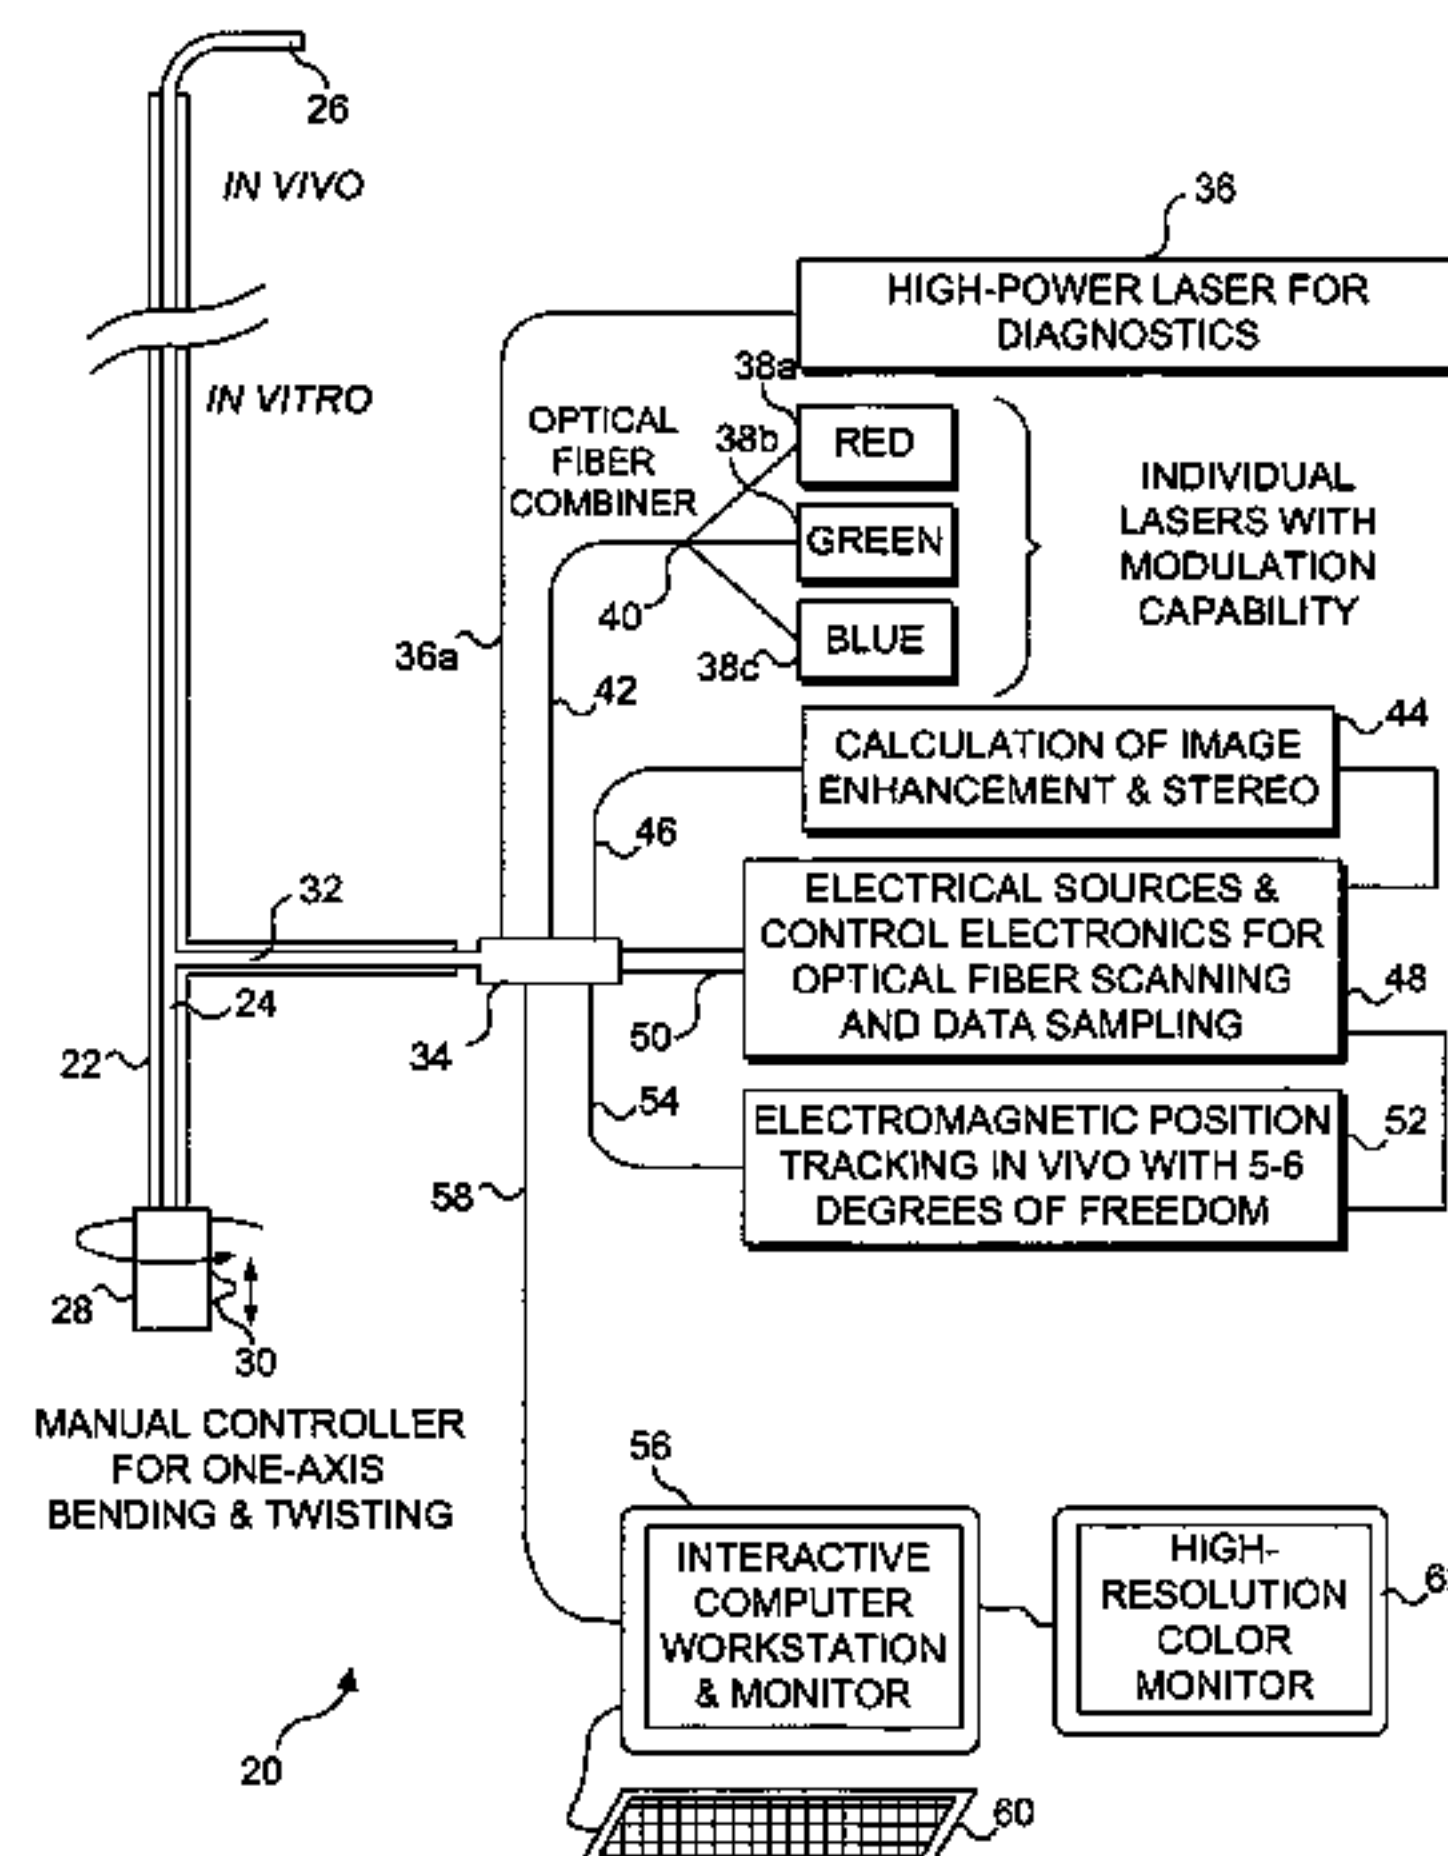 26
IN VIVO
36
HIGH-POWER LASER FOR
DIAGNOSTICS
IN VITRO
38a
OPTICAL
FIBER
COMBINER
38b
RED
GREEN
BLUE
INDIVIDUAL
LASERS WITH
MODULATION
CAPABILITY
40
36a
38c
42
44
CALCULATION OF IMAGE
ENHANCEMENT & STEREO
46
32
ELECTRICAL SOURCES &
CONTROL ELECTRONICS FOR
OPTICAL FIBER SCANNING
AND DATA SAMPLING
48
24
22
34
50
54
ELECTROMAGNETIC POSITION
TRACKING IN VIVO WITH 5-6
DEGREES OF FREEDOM
52
58
28
30
MANUAL CONTROLLER
FOR ONE-AXIS
BENDING & TWISTING
56
INTERACTIVE
COMPUTER
WORKSTATION
& MONITOR
HIGH-
RESOLUTION
COLOR
MONITOR
20
60